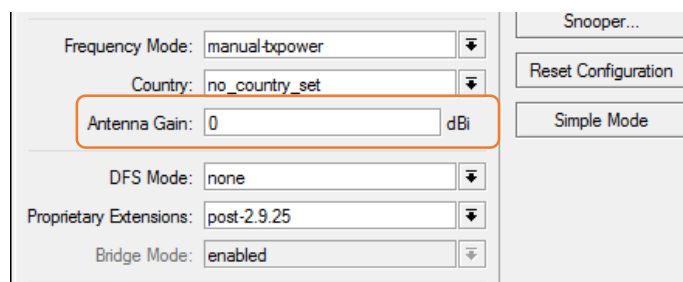 Snooper...
Frequency Mode: manual-txpower
Reset Configuration
Country: no_country_set
Antenna Gain: 0 dBi
Simple Mode
DFS Mode: none
Proprietary Extensions: post-2.9.25
Bridge Mode: enabled